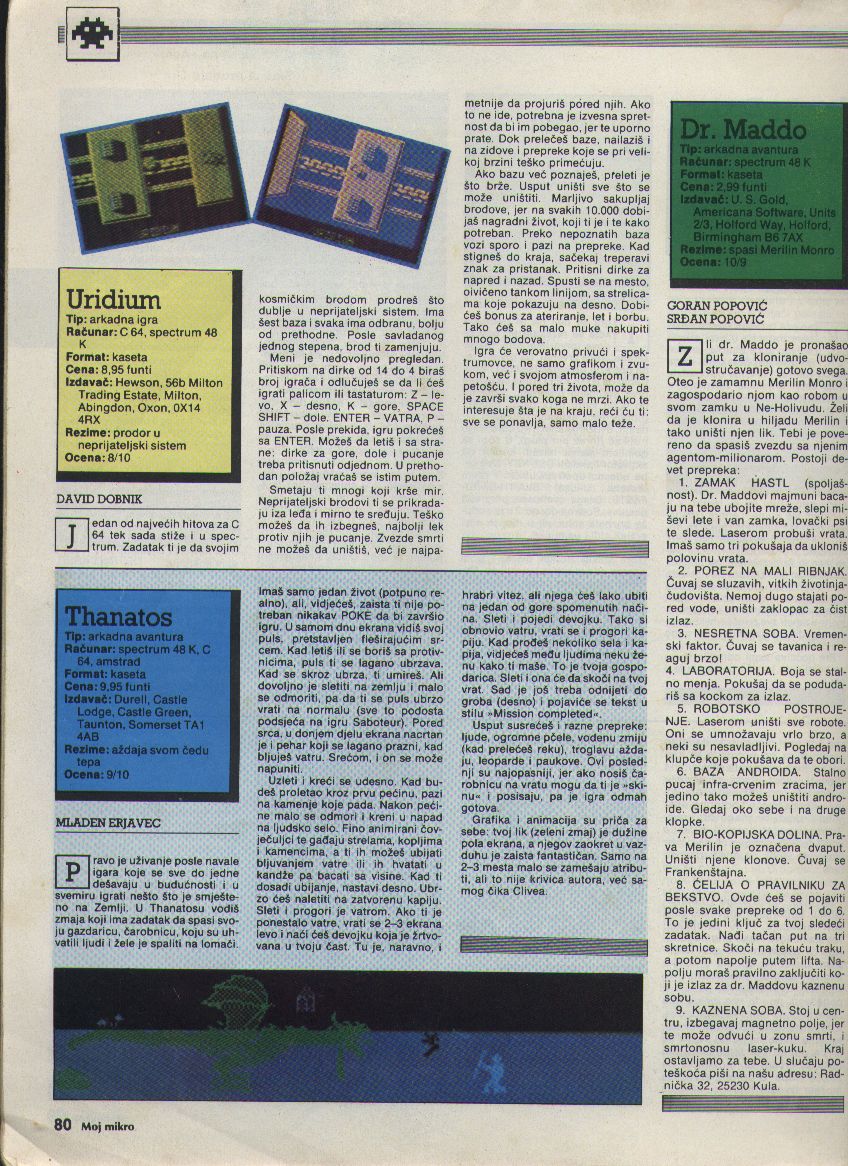 Uridium
Tip: arkadna igra
Računar: C 64, spectrum 48
K
Format: kaseta
Cena: 8,95 funti
Izdavač: Hewson, 56b Milton
Trading Estate, Milton,
Abingdon, Oxon, 0X14
4RX
Rezime: prodor u
neprijateljski sistem
Ocena: 8/10
DAVID DOBNIK
Jedan od najvećih hitova za C
64 tek sada stiže i u spec-
trum. Zadatak ti je da svojim
kosmičkim brodom prodreš što
dublje u neprijateljski sistem. Ima
šest baza i svaka ima odbranu, bolju
od prethodne. Posle savladanog
jednog stepena, brod ti zamenjuju.
Meni je nedovoljno pregledan.
Pritiskom na dirke od 14 do 4 biraš
broj igrača i odlučuješ se da li ćeš
igrati palicom ili tastaturom: Z – le-
vo, X – desno, K – gore, SPACE
SHIFT – dole, ENTER – VATRA, P –
pauza. Posle prekida, igru pokrećeš
sa ENTER. Možeš da letiš i sa stra-
ne: dirke za gore, dole i pucanje
treba pritisnuti odjednom. U pretho-
dan položaj vraćaš se istim putem.
Smetaju ti mnogi koji krše mir.
Neprijateljski brodovi ti se prikrada-
ju iza leđa i mirno te sređuju. Teško
možeš da ih izbegneš, najbolji lek
protiv njih je pucanje. Zvezde smrti
ne možeš da uništiš, već je najpa-
metnije da projuriš pored njih. Ako
to ne ide, potrebna je izvesna spret-
nost da bi im pobegao, jer te uporno
prate. Dok prelećeš baze, nailaziš i
na zidove i prepreke koje se pri veli-
koj brzini teško primećuju.
Ako bazu već poznaješ, preleti je
što brže. Usput uništi sve što se
može uništiti. Marljivo sakupljaj
brodove, jer na svakih 10.000 dobi-
jaš nagradni život, koji ti je i te kako
potreban. Preko nepoznatih baza
vozi sporo i pazi na prepreke. Kad
stigneš do kraja, sačekaj treperavi
znak za pristanak. Pritisni dirke za
napred i nazad. Spusti se na mesto,
oivičeno tankom linijom, sa strelica-
ma koje pokazuju na desno. Dobi-
ćeš bonus za ateriranje, let i borbu.
Tako ćeš sa malo muke nakupiti
mnogo bodova.
Igra će verovatno privući i spek-
trumovce, ne samo grafikom i zvu-
kom, već i svojom atmosferom i na-
petošću. I pored tri života, može da
je završi svako koga ne mrzi. Ako te
interesuje šta je na kraju, reći ću ti:
sve se ponavlja, samo malo teže.
Thanatos
Tip: arkadna avantura
Računar: spectrum 48 K, C
64, amstrad
Format: kaseta
Cena: 9,95 funti
Izdavač: Durell, Castle
Lodge, Castle Green,
Taunton, Somerset TA1
4AB
Rezime: aždaja svom čedu
tepa
Ocena: 9/10
MLADEN ERJAVEC
Pravo je uživanje posle navale
igara koje se sve do jedne
dešavaju u budućnosti i u
svemiru igrati nešto što je smješte-
no na Zemlji. U Thanatosu vodiš
zmaja koji ima zadatak da spasi svo-
ju gazdaricu, čarobnicu, koju su uh-
vatili ljudi i žele je spaliti na lomači.
Imaš samo jedan život (potpuno re-
alno), ali, vidjećeš, zaista ti nije po-
treban nikakav POKE da bi završio
igru. U samom dnu ekrana vidiš svoj
puls, pretstavljen flеširajućim sr-
cem. Kad letiš ili se boriš sa protiv-
nicima, puls ti se lagano ubrzava.
Kad se skroz ubrza, ti umireš. Ali
dovoljno je sletiti na zemlju i malo
se odmoriti, pa da ti se puls ubrzo
vrati na normalu (sve to podosta
podsjeća na igru Saboteur). Pored
srca, u donjem djelu ekrana nacrtan
je i pehar koji se lagano prazni, kad
bljuješ vatru. Srećom, i on se može
napuniti.
Uzleti i kreći se udesno. Kad bu-
deš proletao kroz prvu pećinu, pazi
na kamenje koje pada. Nakon peći-
ne malo se odmori i kreni u napad
na ljudsko selo. Fino animirani čov-
ječuljci te gađaju strelama, kopljima
i kamencima, a ti ih možeš ubijati
bljuvanjem vatre ili ih hvatati u
kandže pa bacati sa visine. Kad ti
dosadi ubijanje, nastavi desno. Ubr-
zo ćeš naletiti na zatvorenu kapiju.
Sleti i progori je vatrom. Ako ti je
ponestalo vatre, vrati se 2–3 ekrana
levo i naći ćeš devojku koja je žrtvo-
vana u tvoju čast. Tu je, naravno, i
hrabri vitez, ali njega ćeš lako ubiti
na jedan od gore spomenutih nači-
na. Sleti i pojedi devojku. Tako si
obnovio vatru, vrati se i progori ka-
piju. Kad prođeš nekoliko sela i ka-
pija, vidjećeš među ljudima neku že-
nu kako ti maše. To je tvoja gospo-
darica. Sleti i ona će da skoči na tvoj
vrat. Sad je još treba odnijeti do
groba (desno) i pojaviće se tekst u
stilu »Mission completed«.
Usput susrećeš i razne prepreke:
ljude, ogromne pčele, vodenu zmiju
(kad prelećeš reku), troglavu ažda-
ju, leoparde i paukove. Ovi posled-
nji su najopasniji, jer ako nosiš ča-
robnicu na vratu mogu da ti je »ski-
nu« i posisaju, pa je igra odmah
gotova.
Grafika i animacija su priča za
sebe: tvoj lik (zeleni zmaj) je dužine
pola ekrana, a njegov zaokret u vaz-
duhu je zaista fantastičan. Samo na
2–3 mesta malo se zamešaju atribu-
ti, ali to nije krivica autora, već sa-
mog čika Clivea.
Dr. Maddo
Tip: arkadna avantura
Računar: spectrum 48 K
Format: kaseta
Cena: 2,99 funti
Izdavač: U. S. Gold,
Americana Software, Units
2/3, Holford Way, Holford,
Birmingham B6 7AX
Rezime: spasi Merilin Monro
Ocena: 10/9
GORAN POPOVIĆ
SRĐAN POPOVIĆ
Zli dr. Maddo je pronašao
put za kloniranje (udvo-
stručavanje) gotovo svega.
Oteo je zamamnu Merilin Monro i
zagospodario njom kao robom u
svom zamku u Ne-Holivudu. Želi
da je klonira u hiljadu Merilin i
tako uništi njen lik. Tebi je pove-
reno da spasiš zvezdu sa njenim
agentom-milionarom. Postoji de-
vet prepreka:
1. ZAMAK HASTL (spoljaš-
nost). Dr. Maddovi majmuni baca-
ju na tebe ubojite mreže, slepi mi-
ševi lete i van zamka, lovački psi
te slede. Laserom probuši vrata.
Imaš samo tri pokušaja da ukloniš
polovinu vrata.
2. POREZ NA MALI RIBNJAK.
Čuvaj se sluzavih, vitkih životinja-
čudovišta. Nemoj dugo stajati po-
red vode, uništi zaklopac za čist
izlaz.
3. NESRETNA SOBA. Vremen-
ski faktor. Čuvaj se tavanica i re-
aguj brzo!
4. LABORATORIJA. Boja se stal-
no menja. Pokušaj da se poduda-
riš sa kockom za izlaz.
5. ROBOTSKO POSTROJE-
NJE. Laserom uništi sve robote.
Oni se umnožavaju vrlo brzo, a
neki su nesavladljivi. Pogledaj na
klupče koje pokušava da te obori.
6. BAZA ANDROIDA. Stalno
pucaj infra-crvenim zracima, jer
jedino tako možeš uništiti andro-
ide. Gledaj oko sebe i na druge
klopke.
7. BIO-KOPIJSKA DOLINA. Pra-
va Merilin je označena dvaput.
Uništi njene klonove. Čuvaj se
Frankenštajna.
8. ĆELIJA O PRAVILNIKU ZA
BEKSTVO. Ovde ćeš se pojaviti
posle svake prepreke od 1 do 6.
To je jedini ključ za tvoj sledeći
zadatak. Nađi tačan put na tri
skretnice. Skoči na tekuću traku,
a potom napolje putem lifta. Na-
polju moraš pravilno zaključiti ko-
ji je izlaz za dr. Maddovu kaznenu
sobu.
9. KAZNENA SOBA. Stoj u cen-
tru, izbegavaj magnetno polje, jer
te može odvući u zonu smrti, i
smrtonosnu laser-kuku. Kraj
ostavljamo za tebe. U slučaju po-
teškoća piši na našu adresu: Rad-
nička 32, 25230 Kula.
80 Moj mikro